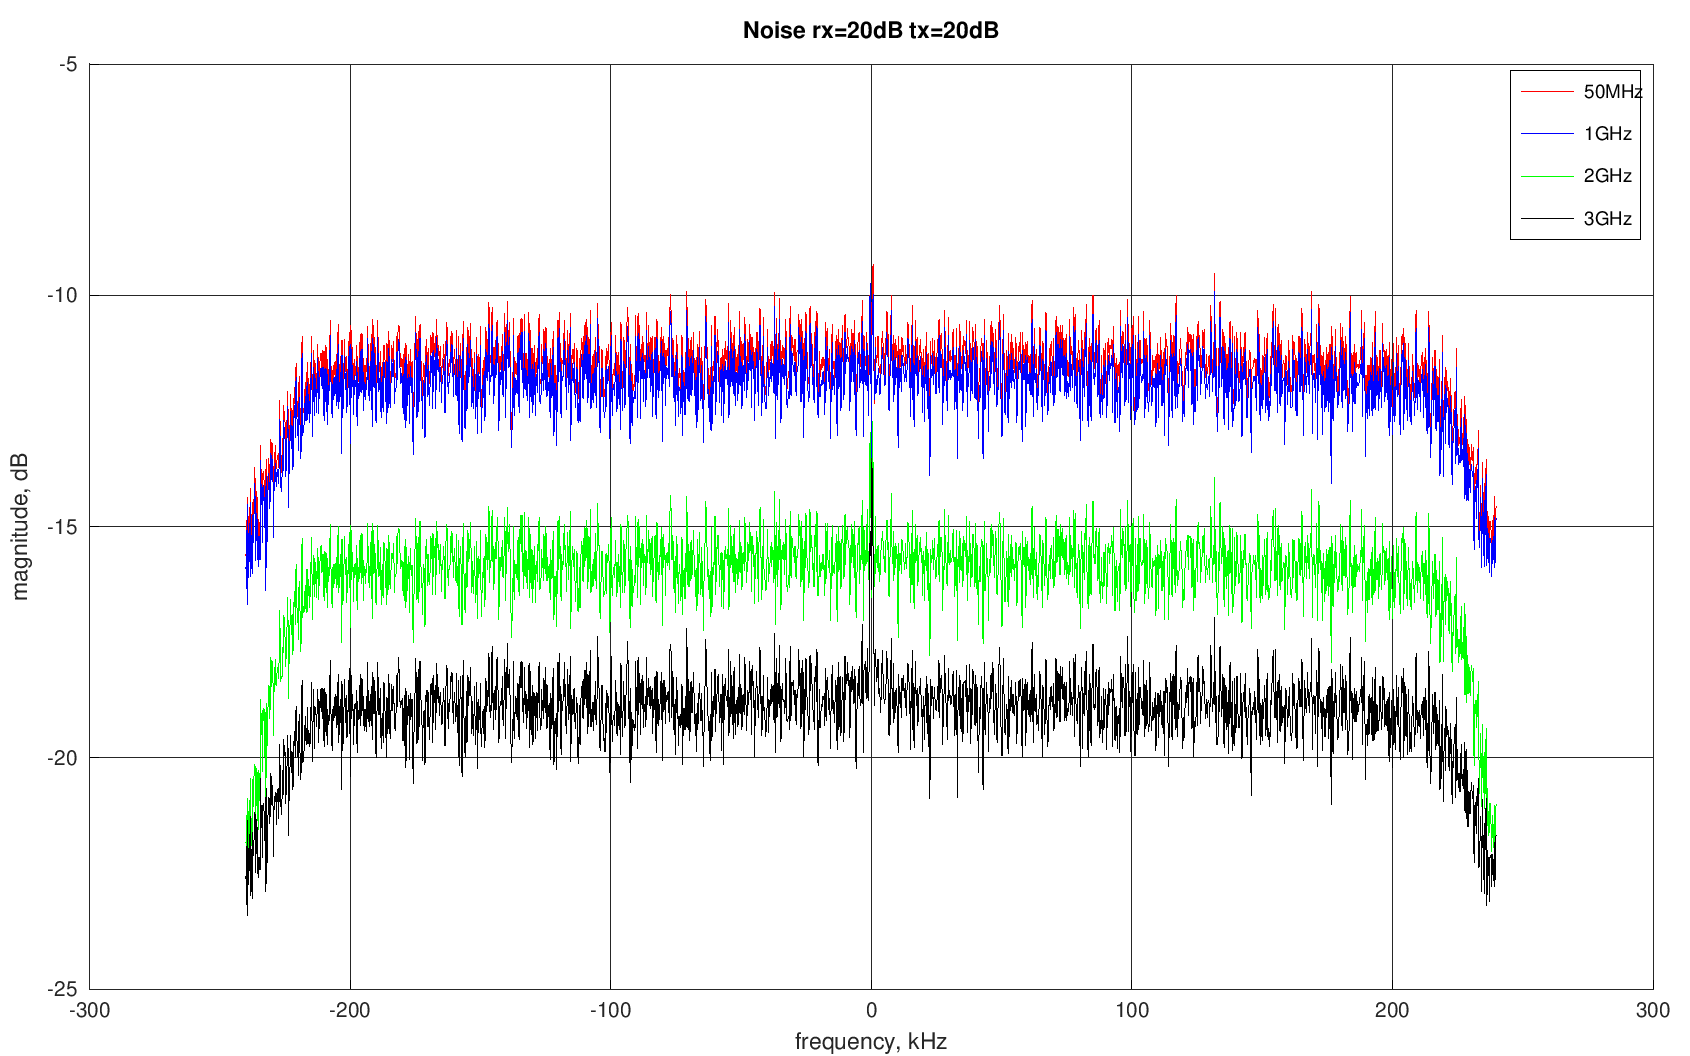 Noise rx=20dB tx=20dB
-5
50MHz
1GHz
2GHz
3GHz
-10
-15
-20
-25
magnitude, dB
-300 -200 -100 0 100 200 300
frequency, kHz